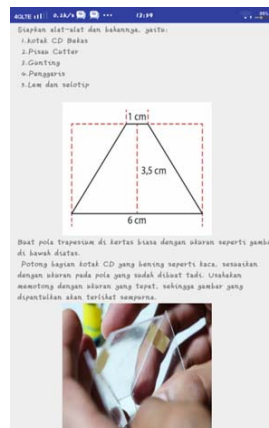 4GLTE 0.2K/s ... 12:39
Siapkan alat-alat dan bahannya, yaitu:
1.kotak CD Bekas
2.Pisau Cutter
3.Gunting
4.Penggaris
5.Lem dan selotip
1 cm
3,5 cm
6 cm
Buat pola trapesium di kertas biasa dengan ukuran seperti gamba
di bawah diatas.
Potong bagian kotak CD yang bening seperti kaca, sesuaikan
dengan ukuran pada pola yang sudah dibuat tadi. Usahakan
memotong dengan ukuran yang tepat, sehingga gambar yang
dipantulkan akan terlihat sempurna.